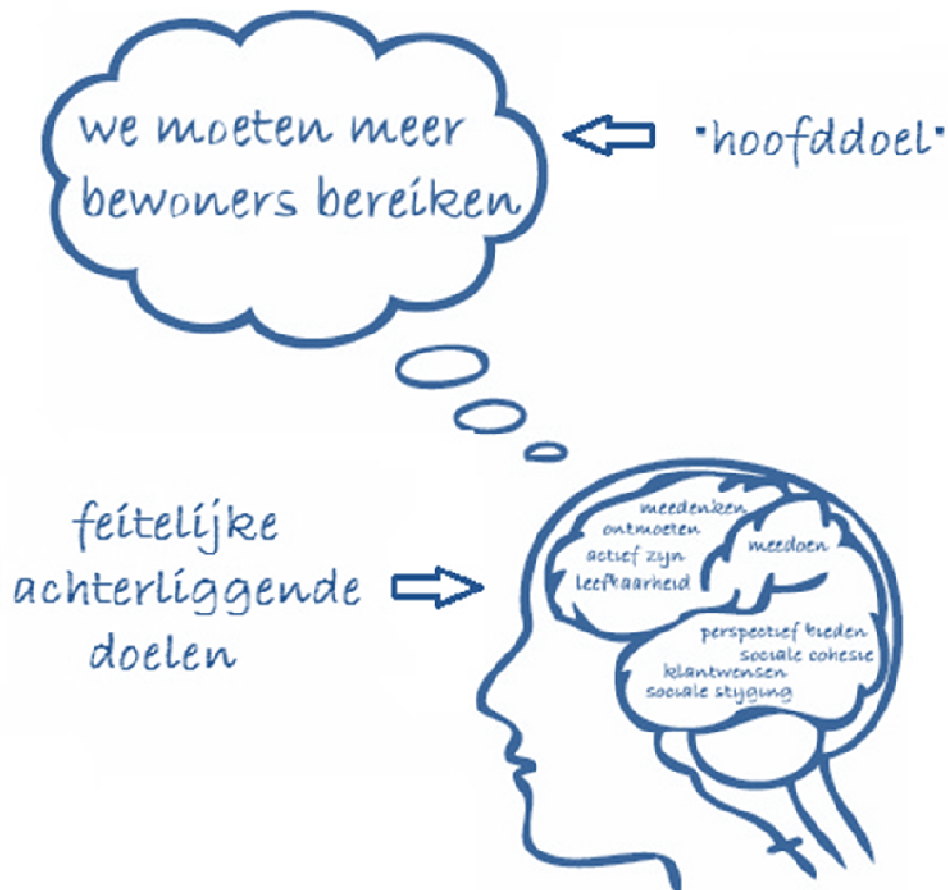 we moeten meer
bewoners bereiken
"hoofddoel"
feitelijke
achterliggende
doelen
meedenken
ontmoeten
actief zijn
leefbaarheid
meedoen
perspectief bieden
sociale cohesie
klantwensen
sociale stijging